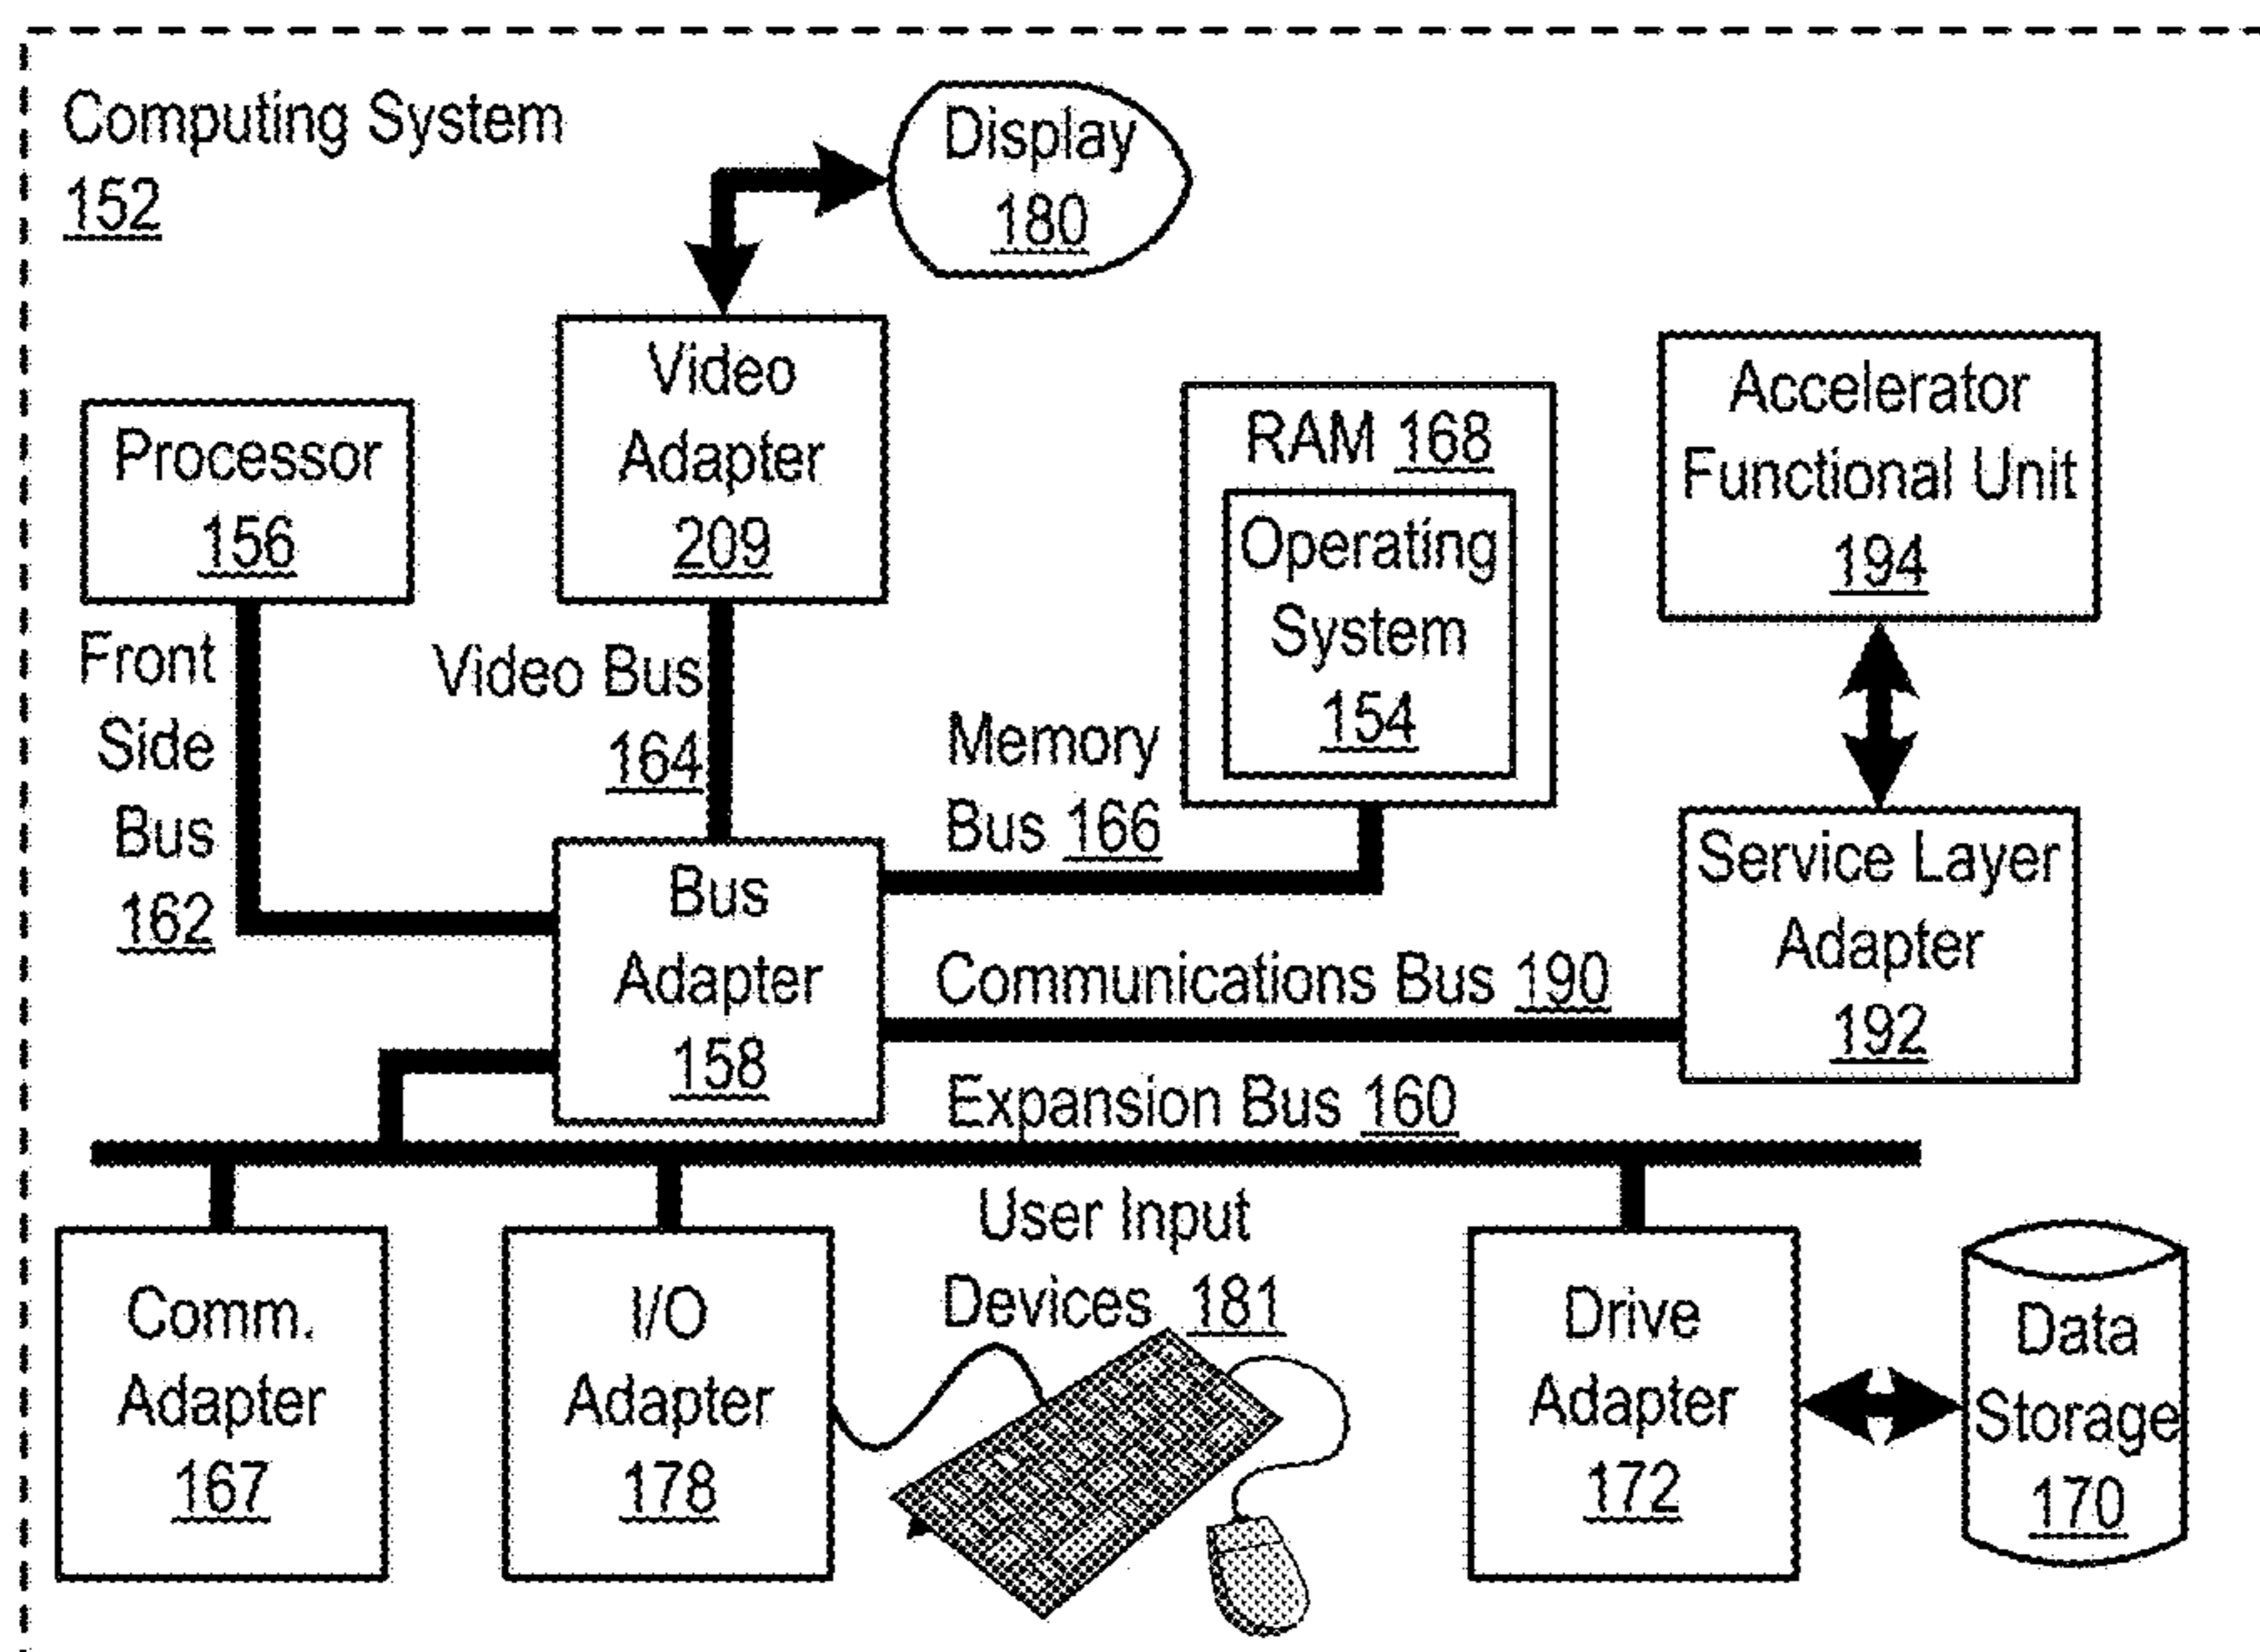 Computing System
152
Display
180
Video
Adapter
209
Processor
156
RAM 168
Operating
System
154
Accelerator
Functional Unit
194
Front
Side
Bus
162
Video Bus
164
Memory
Bus 166
Bus
Adapter
158
Service Layer
Adapter
192
Communications Bus 190
Expansion Bus 160
Comm.
Adapter
167
I/O
Adapter
178
User Input
Devices 181
Drive
Adapter
172
Data
Storage
170